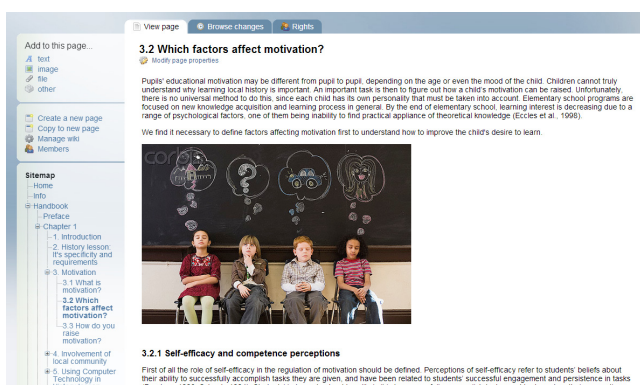 View page
Browse changes
Rights
Add to this page...
text
image
file
other
Create a new page
Copy to new page
Manage wiki
Members
Sitemap
Home
Info
Handbook
Preface
Chapter 1
1. Introduction
2. History lesson:
It's specificity and
requirements
3. Motivation
3.1 What is
motivation?
3.2 Which
factors affect
motivation?
3.3 How do you
raise
motivation?
4. Involvement of
local community
5. Using Computer
Technology in
3.2 Which factors affect motivation?
Modify page properties
Pupils' educational motivation may be different from pupil to pupil, depending on the age or even the mood of the child. Children cannot truly
understand why learning local history is important. An important task is then to figure out how a child's motivation can be raised. Unfortunately,
there is no universal method to do this, since each child has its own personality that must be taken into account. Elementary school programs are
focused on new knowledge acquisition and learning process in general. By the end of elementary school, learning interest is decreasing due to a
range of psychological factors, one of them being inability to find practical appliance of theoretical knowledge (Eccles et al., 1998).
We find it necessary to define factors affecting motivation first to understand how to improve the child's desire to learn.
corbis
?
3.2.1 Self-efficacy and competence perceptions
First of all the role of self-efficacy in the regulation of motivation should be defined. Perceptions of self-efficacy refer to students' beliefs about
their ability to successfully accomplish tasks they are given, and have been related to students' successful engagement and persistence in tasks